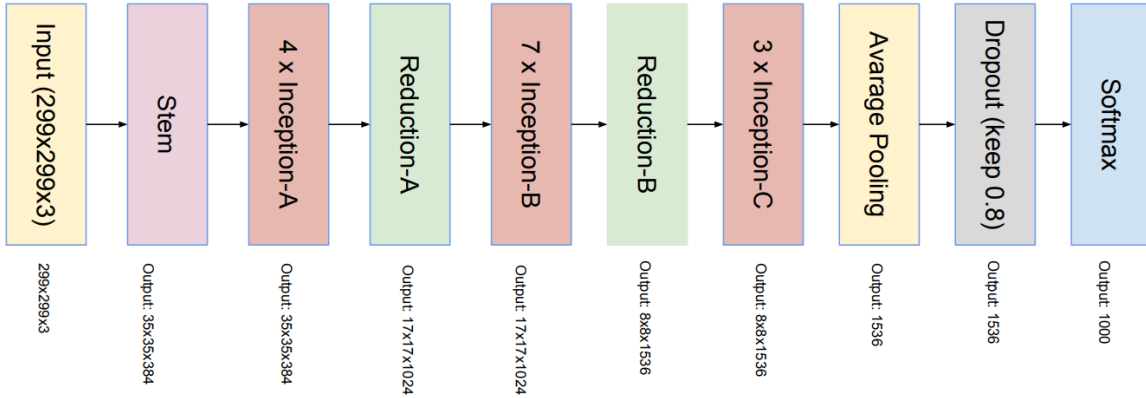 Input (299x299x3)
299x299x3
Stem
Output: 35x35x384
4 x Inception-A
Output: 35x35x384
Reduction-A
Output: 17x17x1024
7 x Inception-B
Output: 17x17x1024
Reduction-B
Output: 8x8x1536
3 x Inception-C
Output: 8x8x1536
Avarage Pooling
Output: 1536
Dropout (keep 0.8)
Output: 1536
Softmax
Output: 1000